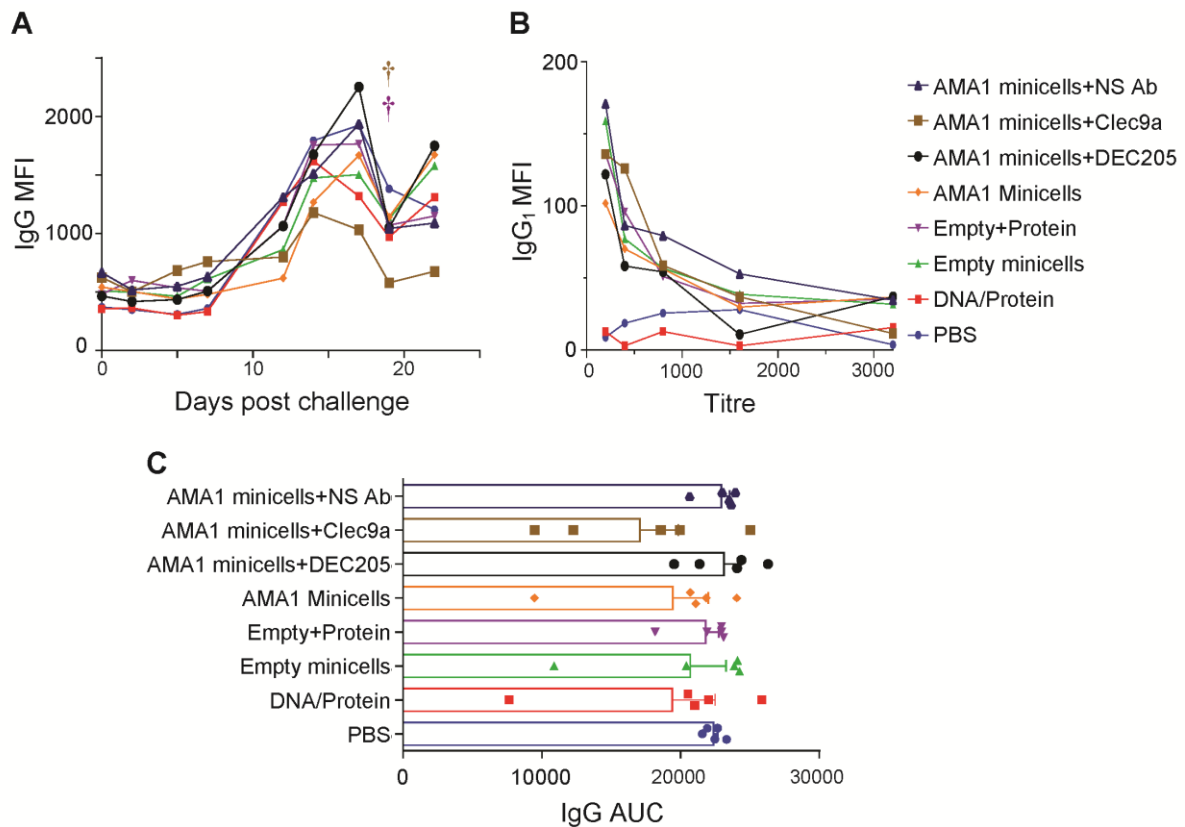 A
IgG MFI
2000
1000
0
† 
†
0
10
20
Days post challenge
B
IgG₁ MFI
200
100
0
0
1000
2000
3000
Titre
AMA1 minicells+NS Ab
AMA1 minicells+Clec9a
AMA1 minicells+DEC205
AMA1 Minicells
Empty+Protein
Empty minicells
DNA/Protein
PBS
C
AMA1 minicells+NS Ab
AMA1 minicells+Clec9a
AMA1 minicells+DEC205
AMA1 Minicells
Empty+Protein
Empty minicells
DNA/Protein
PBS
0
10000
20000
30000
IgG AUC